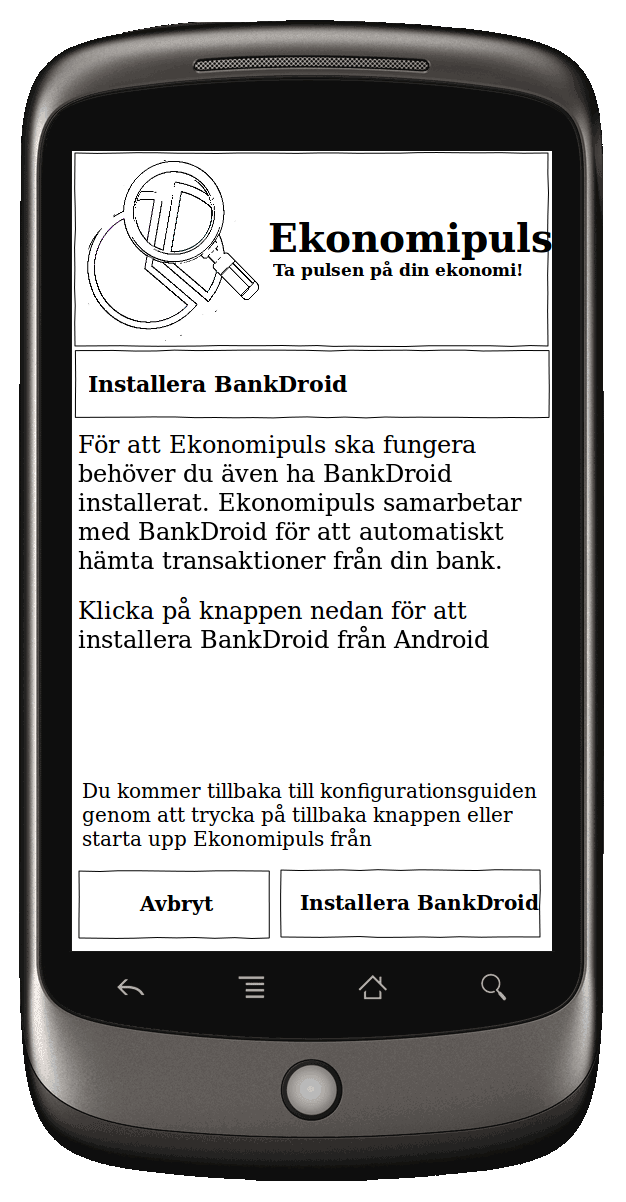 Ekonomipuls
Ta pulsen på din ekonomi!
Installera BankDroid
För att Ekonomipuls ska fungera
behöver du även ha BankDroid
installerat. Ekonomipuls samarbetar
med BankDroid för att automatiskt
hämta transaktioner från din bank.
Klicka på knappen nedan för att
installera BankDroid från Android
Du kommer tillbaka till konfigurationsguiden
genom att trycka på tillbaka knappen eller
starta upp Ekonomipuls från
Avbryt
Installera BankDroid